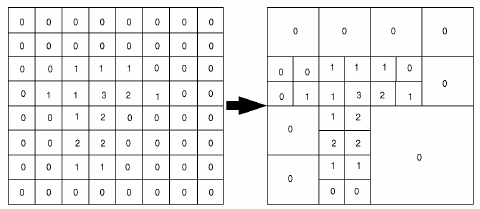 0 0 0 0 0 0 0 0
0 0 0 0 0 0 0 0
0 0 1 1 1 0 0 0
0 1 1 3 2 1 0 0
0 0 1 2 0 0 0 0
0 0 2 2 0 0 0 0
0 0 1 1 0 0 0 0
0 0 0 0 0 0 0 0
0 0 0 0
0 0 1 1 1 0
0
0 1 1 3 2 1
1 2
0
2 2
0
1 1
0
0 0